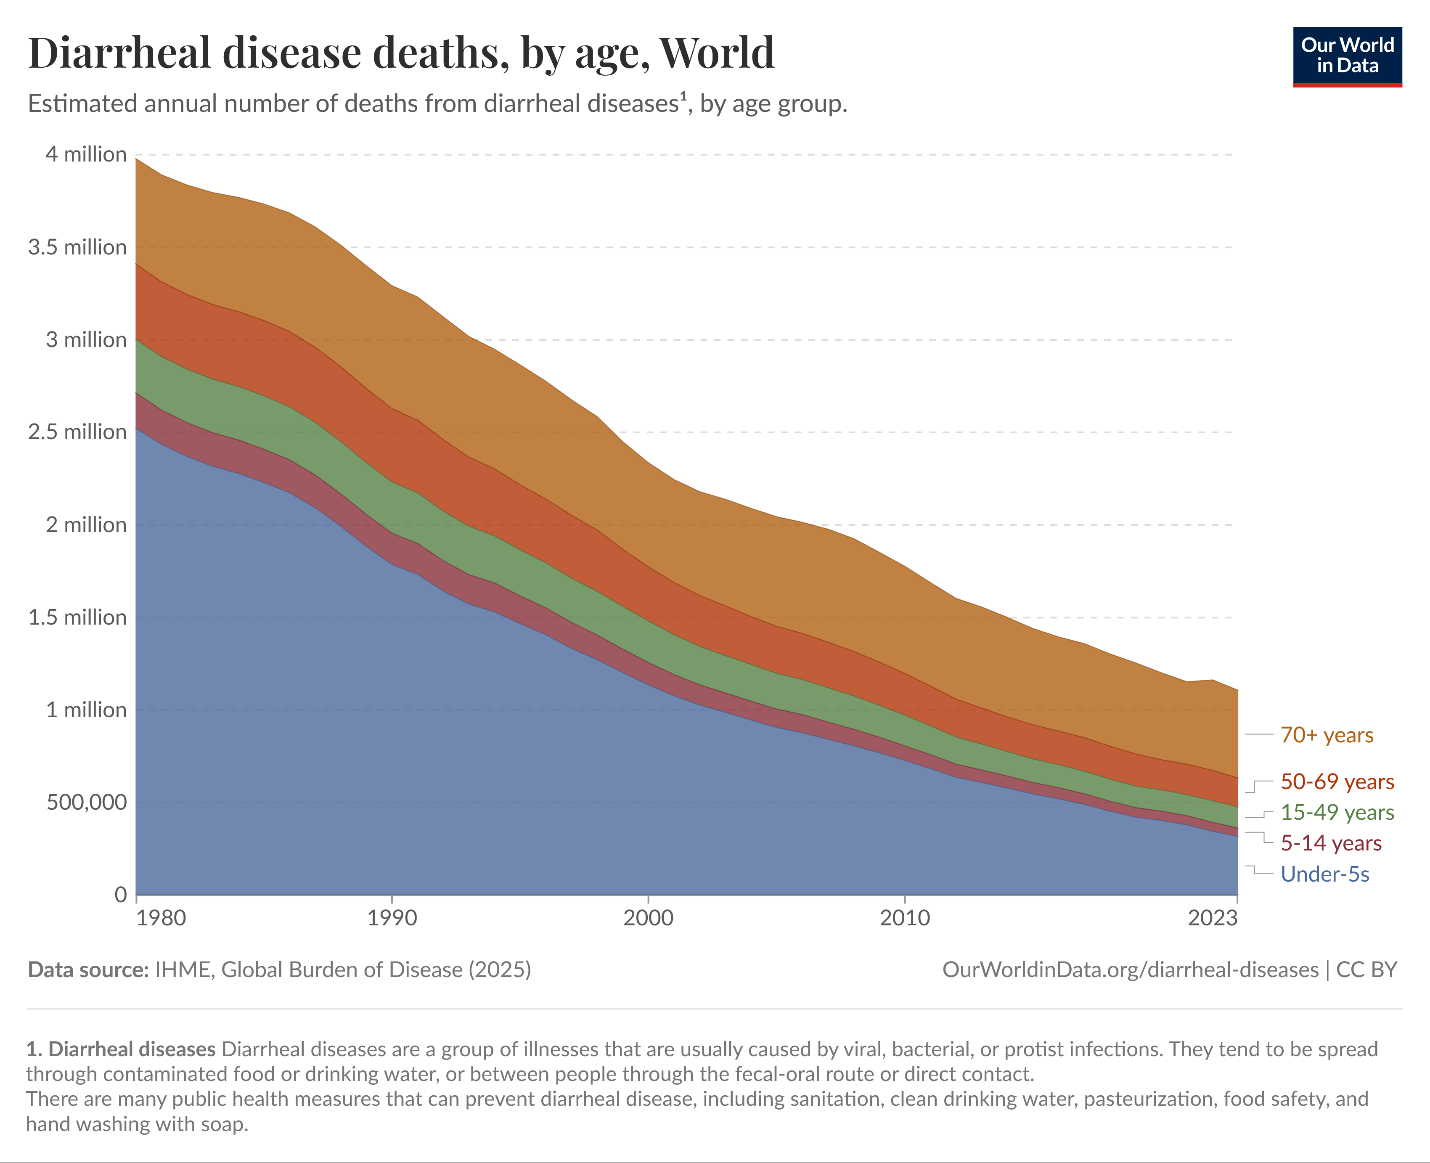 Diarrheal disease deaths, by age, World
Our World
in Data
Estimated annual number of deaths from diarrheal diseases¹, by age group.
4 million
3.5 million
3 million
2.5 million
2 million
1.5 million
1 million
500,000
0
70+ years
50-69 years
15-49 years
5-14 years
Under-5s
1980 1990 2000 2010 2023
Data source: IHME, Global Burden of Disease (2025)
OurWorldinData.org/diarrheal-diseases | CC BY
1. Diarrheal diseases Diarrheal diseases are a group of illnesses that are usually caused by viral, bacterial, or protist infections. They tend to be spread
through contaminated food or drinking water, or between people through the fecal-oral route or direct contact.
There are many public health measures that can prevent diarrheal disease, including sanitation, clean drinking water, pasteurization, food safety, and
hand washing with soap.